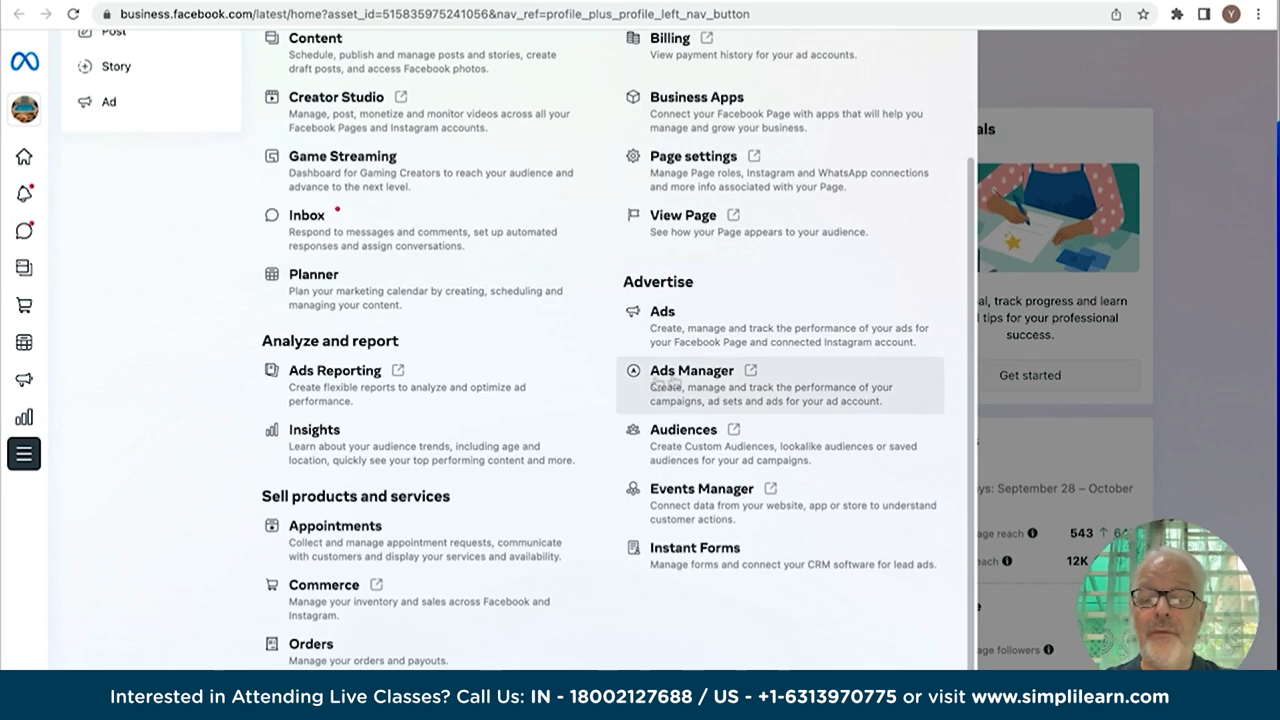 business.facebook.com/latest/home?asset_id=515835975241056&nav_ref=profile_plus_profile_left_nav_button
Y
Post
Story
Ad
Content
Schedule, publish and manage posts and stories, create
draft posts, and access Facebook photos.
Creator Studio
Manage, post, monetize and monitor videos across all your
Facebook Pages and Instagram accounts.
Game Streaming
Dashboard for Gaming Creators to reach your audience and
advance to the next level.
Inbox
Respond to messages and comments, set up automated
responses and assign conversations.
Planner
Plan your marketing calendar by creating, scheduling and
managing your content.
Analyze and report
Ads Reporting
Create flexible reports to analyze and optimize ad
performance.
Insights
Learn about your audience trends, including age and
location, quickly see your top performing content and more.
Sell products and services
Appointments
Collect and manage appointment requests, communicate
with customers and display your services and availability.
Commerce
Manage your inventory and sales across Facebook and
Instagram.
Orders
Manage your orders and payouts.
Billing
View payment history for your ad accounts.
Business Apps
Connect your Facebook Page with apps that will help you
manage and grow your business.
Page settings
Manage Page roles, Instagram and WhatsApp connections
and more info associated with your Page.
View Page
See how your Page appears to your audience.
Advertise
Ads
Create, manage and track the performance of your ads for
your Facebook Page and connected Instagram account.
Ads Manager
Create, manage and track the performance of your
campaigns, ad sets and ads for your ad account.
Audiences
Create Custom Audiences, lookalike audiences or saved
audiences for your ad campaigns.
Events Manager
Connect data from your website, app or store to understand
customer actions.
Instant Forms
Manage forms and connect your CRM software for lead ads.
als
al, track progress and learn
tips for your professional
success.
Get started
ys: September 28 – October
age reach 543
each 12K
age followers
Interested in Attending Live Classes? Call Us: IN - 18002127688 / US - +1-6313970775 or visit www.simplilearn.com